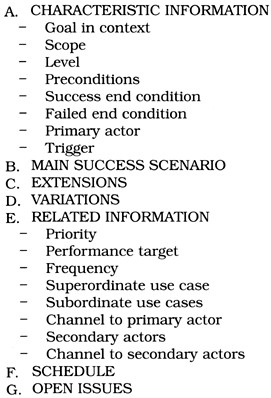 A. CHARACTERISTIC INFORMATION
– Goal in context
– Scope
– Level
– Preconditions
– Success end condition
– Failed end condition
– Primary actor
– Trigger
B. MAIN SUCCESS SCENARIO
C. EXTENSIONS
D. VARIATIONS
E. RELATED INFORMATION
– Priority
– Performance target
– Frequency
– Superordinate use case
– Subordinate use cases
– Channel to primary actor
– Secondary actors
– Channel to secondary actors
F. SCHEDULE
G. OPEN ISSUES